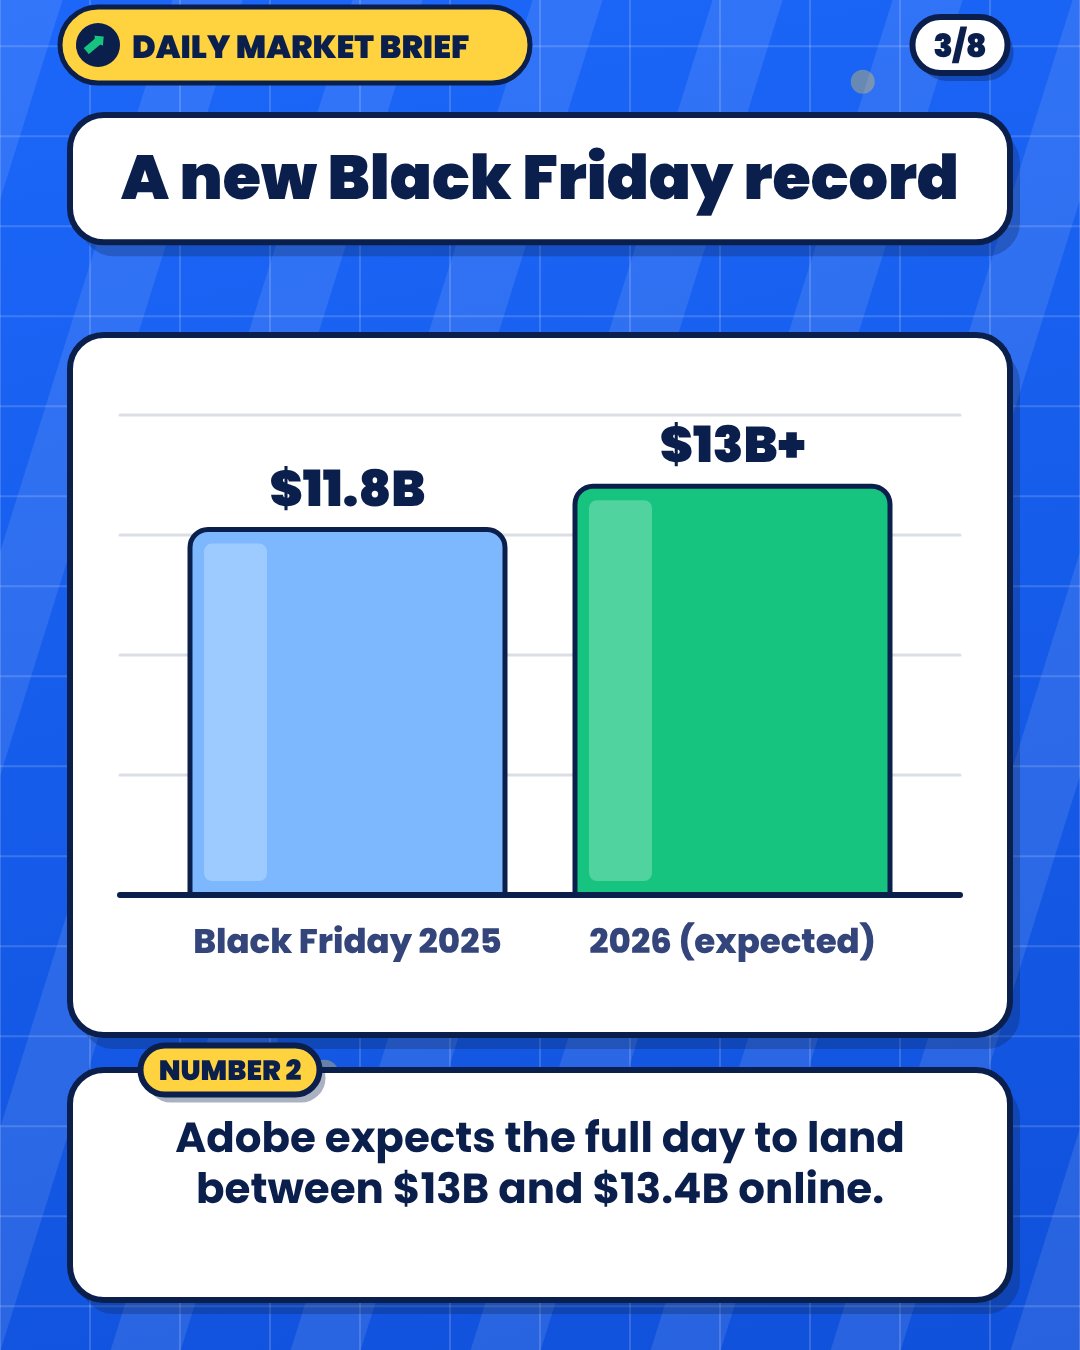 DAILY MARKET BRIEF
3/8
A new Black Friday record
$11.8B
$13B+
Black Friday 2025
2026 (expected)
NUMBER 2
Adobe expects the full day to land
between $13B and $13.4B online.